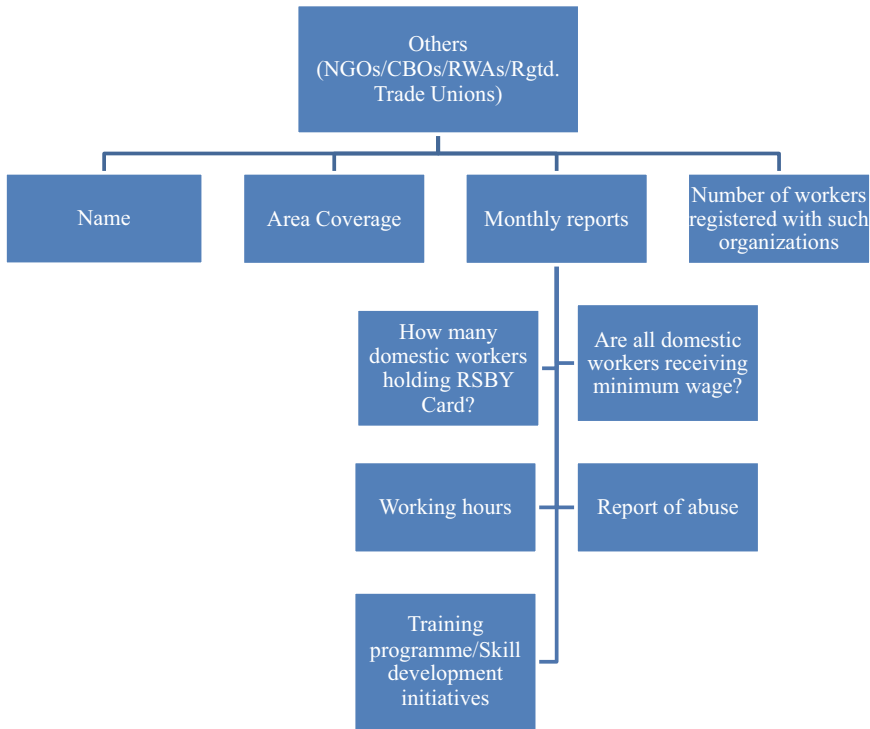 Others
(NGOs/CBOs/RWAs/Rgtd.
Trade Unions)
Name
Area Coverage
Monthly reports
Number of workers
registered with such
organizations
How many
domestic workers
holding RSBY
Card?
Are all domestic
workers receiving
minimum wage?
Working hours
Report of abuse
Training
programme/Skill
development
initiatives